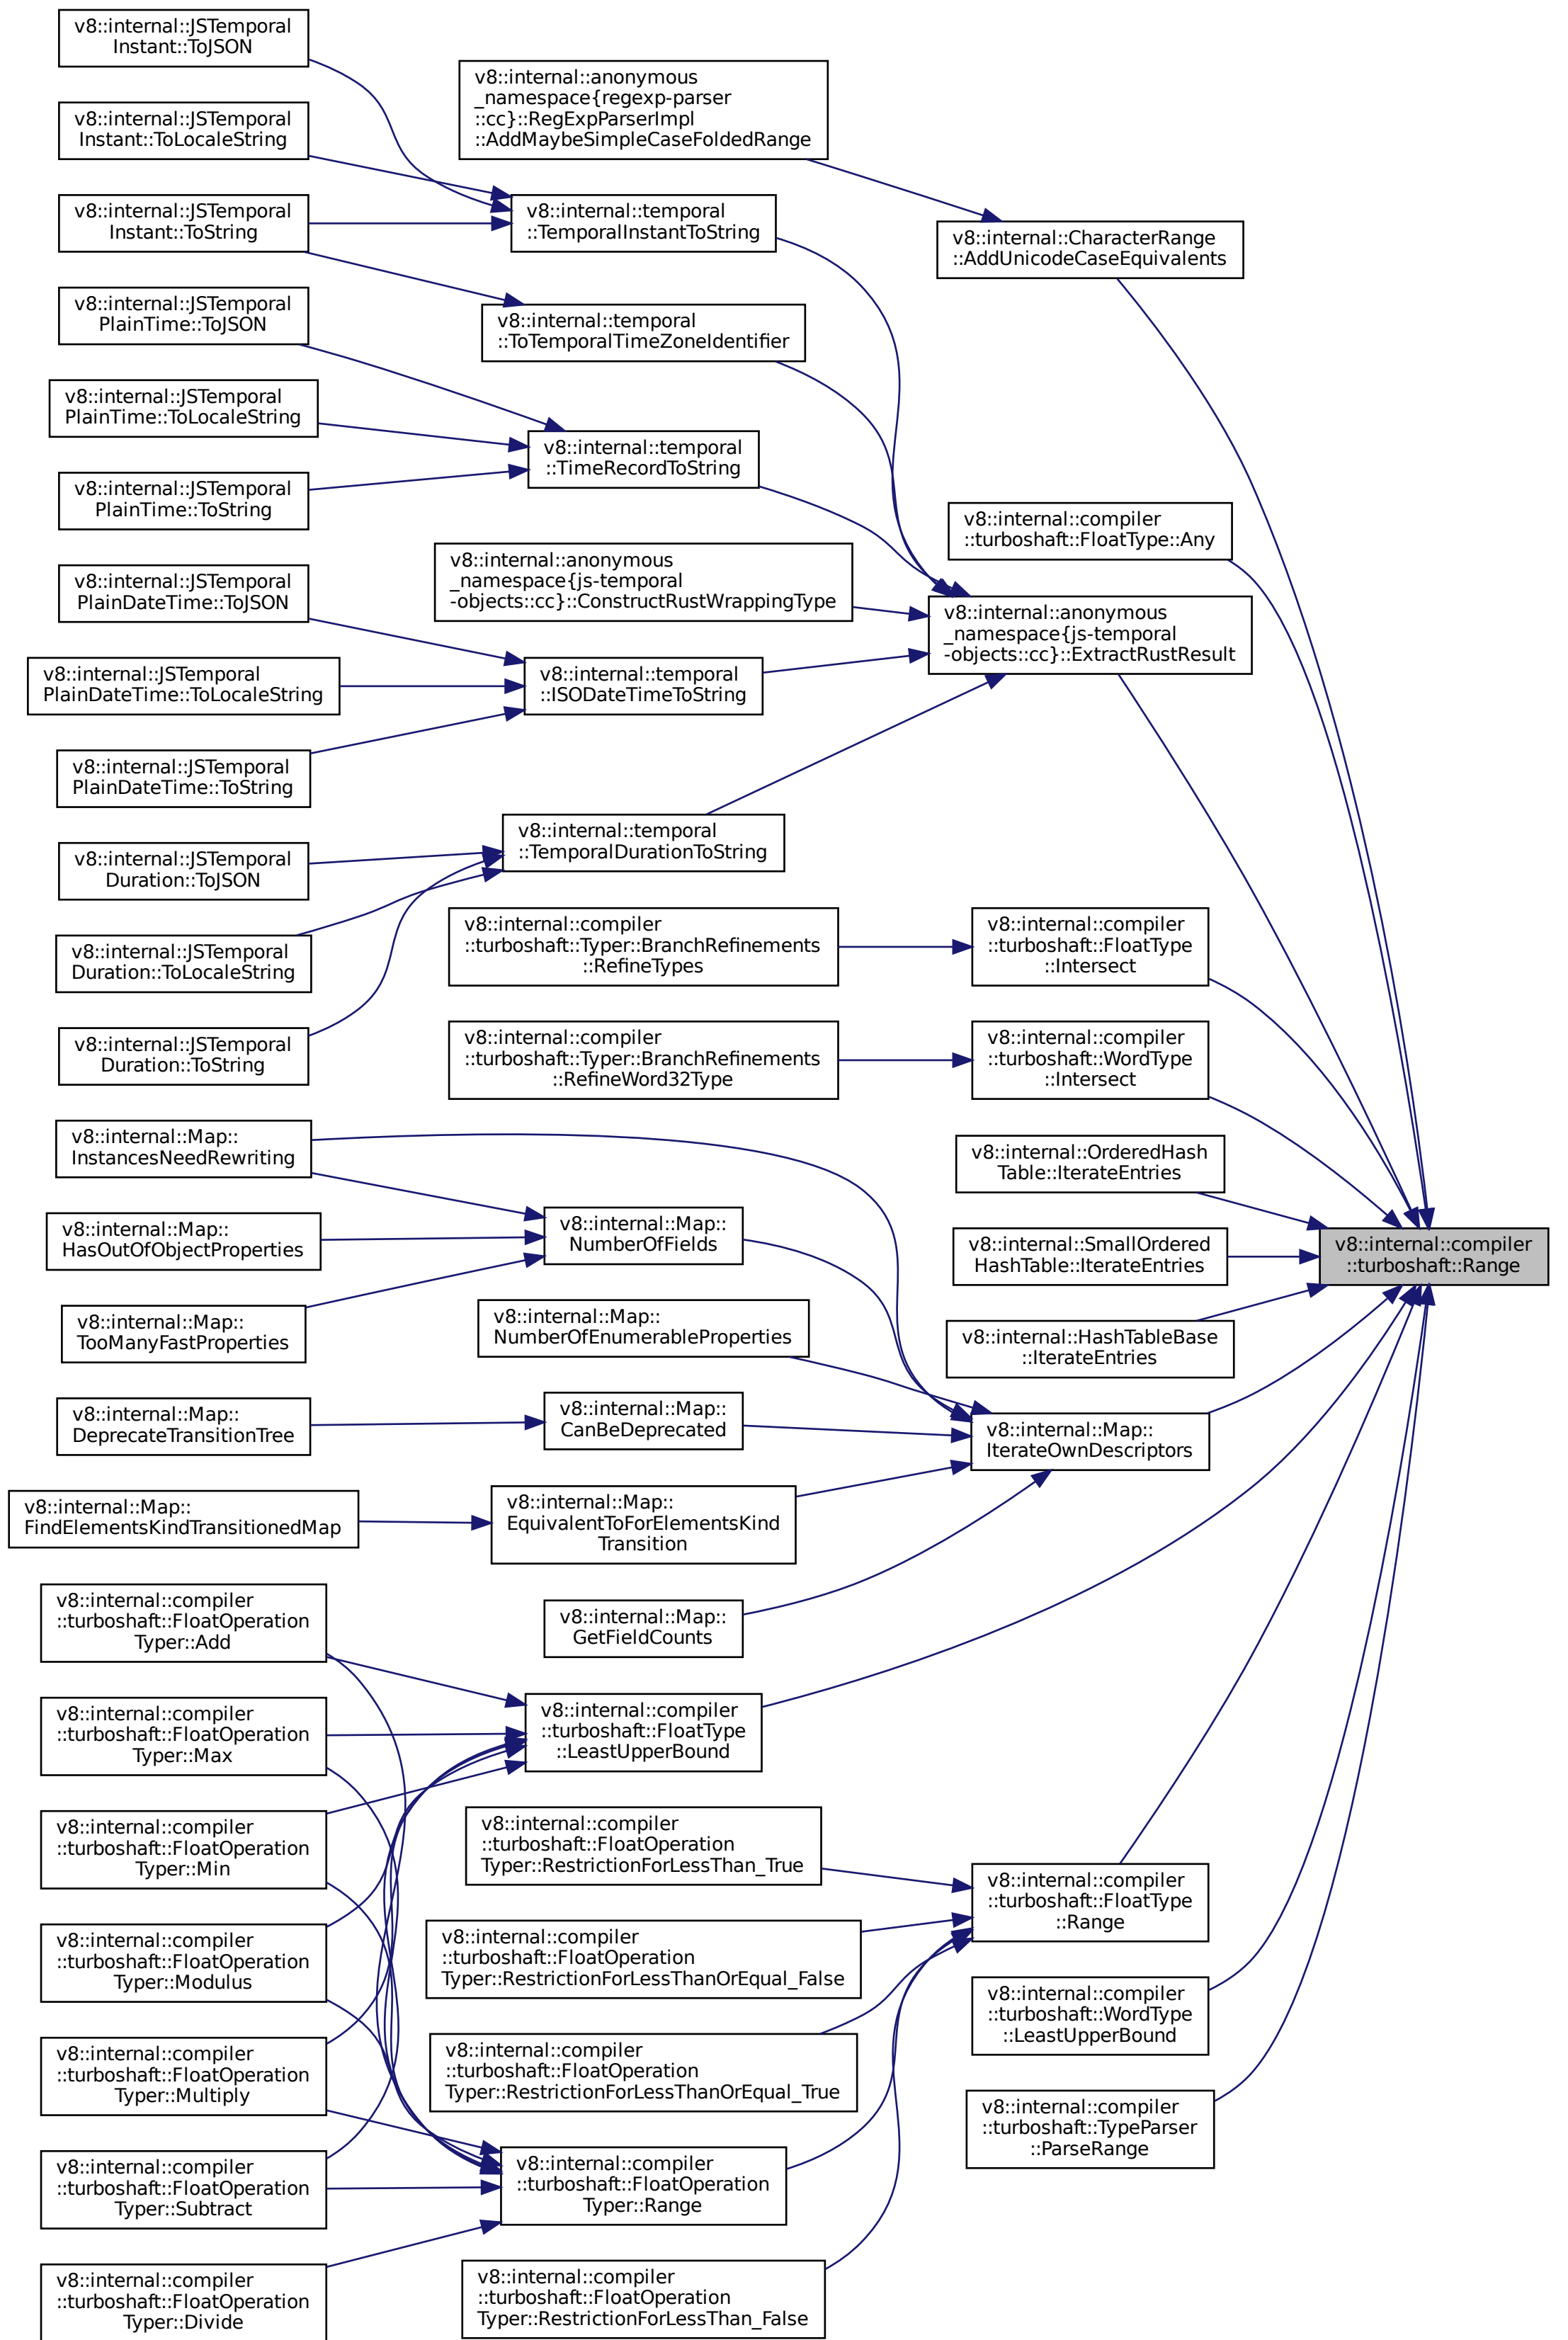 v8::internal::JSTemporal
Instant::ToJSON
v8::internal::JSTemporal
Instant::ToLocaleString
v8::internal::JSTemporal
Instant::ToString
v8::internal::JSTemporal
PlainTime::ToJSON
v8::internal::JSTemporal
PlainTime::ToLocaleString
v8::internal::JSTemporal
PlainTime::ToString
v8::internal::JSTemporal
PlainDateTime::ToJSON
v8::internal::JSTemporal
PlainDateTime::ToLocaleString
v8::internal::JSTemporal
PlainDateTime::ToString
v8::internal::JSTemporal
Duration::ToJSON
v8::internal::JSTemporal
Duration::ToLocaleString
v8::internal::JSTemporal
Duration::ToString
v8::internal::Map::
InstancesNeedRewriting
v8::internal::Map::
HasOutOfObjectProperties
v8::internal::Map::
TooManyFastProperties
v8::internal::Map::
DeprecateTransitionTree
v8::internal::Map::
FindElementsKindTransitionedMap
v8::internal::compiler
::turboshaft::FloatOperation
Typer::Add
v8::internal::compiler
::turboshaft::FloatOperation
Typer::Max
v8::internal::compiler
::turboshaft::FloatOperation
Typer::Min
v8::internal::compiler
::turboshaft::FloatOperation
Typer::Modulus
v8::internal::compiler
::turboshaft::FloatOperation
Typer::Multiply
v8::internal::compiler
::turboshaft::FloatOperation
Typer::Subtract
v8::internal::compiler
::turboshaft::FloatOperation
Typer::Divide
v8::internal::anonymous
_namespace{regexp-parser
::cc}::RegExpParserImpl
::AddMaybeSimpleCaseFoldedRange
v8::internal::temporal
::TemporalInstantToString
v8::internal::temporal
::ToTemporalTimeZoneIdentifier
v8::internal::temporal
::TimeRecordToString
v8::internal::anonymous
_namespace{js-temporal
-objects::cc}::ConstructRustWrappingType
v8::internal::temporal
::ISODateTimeToString
v8::internal::temporal
::TemporalDurationToString
v8::internal::compiler
::turboshaft::Typer::BranchRefinements
::RefineTypes
v8::internal::compiler
::turboshaft::Typer::BranchRefinements
::RefineWord32Type
v8::internal::Map::
NumberOfFields
v8::internal::Map::
NumberOfEnumerableProperties
v8::internal::Map::
CanBeDeprecated
v8::internal::Map::
EquivalentToForElementsKind
Transition
v8::internal::Map::
GetFieldCounts
v8::internal::compiler
::turboshaft::FloatType
::LeastUpperBound
v8::internal::compiler
::turboshaft::FloatOperation
Typer::RestrictionForLessThan_True
v8::internal::compiler
::turboshaft::FloatOperation
Typer::RestrictionForLessThanOrEqual_False
v8::internal::compiler
::turboshaft::FloatOperation
Typer::RestrictionForLessThanOrEqual_True
v8::internal::compiler
::turboshaft::FloatOperation
Typer::Range
v8::internal::compiler
::turboshaft::FloatOperation
Typer::RestrictionForLessThan_False
v8::internal::CharacterRange
::AddUnicodeCaseEquivalents
v8::internal::compiler
::turboshaft::FloatType::Any
v8::internal::anonymous
_namespace{js-temporal
-objects::cc}::ExtractRustResult
v8::internal::compiler
::turboshaft::FloatType
::Intersect
v8::internal::compiler
::turboshaft::WordType
::Intersect
v8::internal::OrderedHash
Table::IterateEntries
v8::internal::SmallOrdered
HashTable::IterateEntries
v8::internal::HashTableBase
::IterateEntries
v8::internal::Map::
IterateOwnDescriptors
v8::internal::compiler
::turboshaft::FloatType
::Range
v8::internal::compiler
::turboshaft::WordType
::LeastUpperBound
v8::internal::compiler
::turboshaft::TypeParser
::ParseRange
v8::internal::compiler
::turboshaft::Range